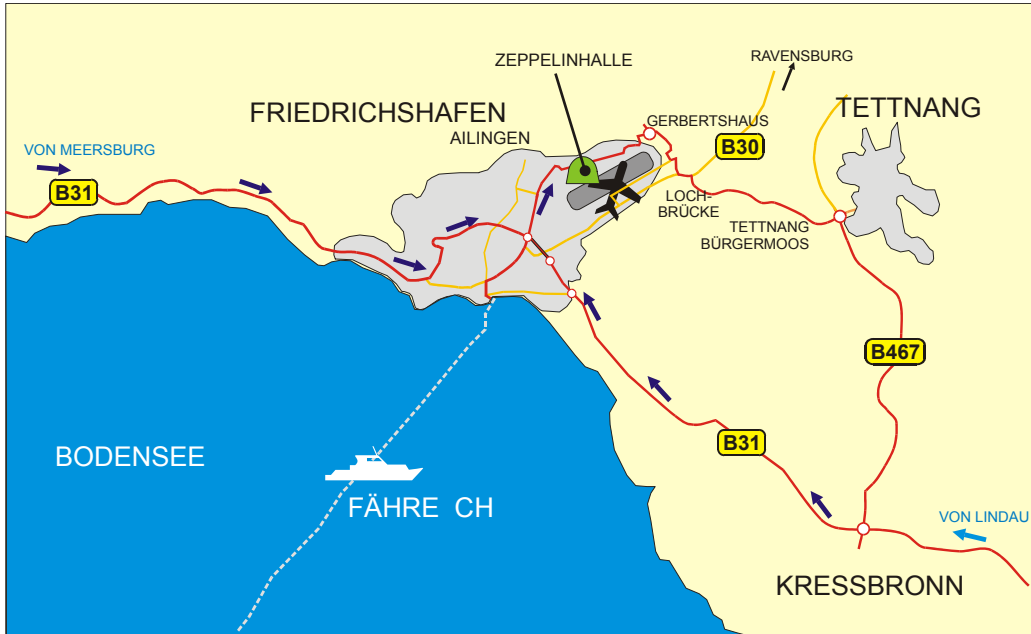 ZEPPELINHALLE
RAVENSBURG
FRIEDRICHSHAFEN
TETTNANG
GERBERTSHAUS
AILINGEN
B30
VON MEERSBURG
B31
LOCH-
BRÜCKE
TETTNANG
BÜRGERMOOS
B467
B31
BODENSEE
FÄHRE CH
VON LINDAU
KRESSBRONN